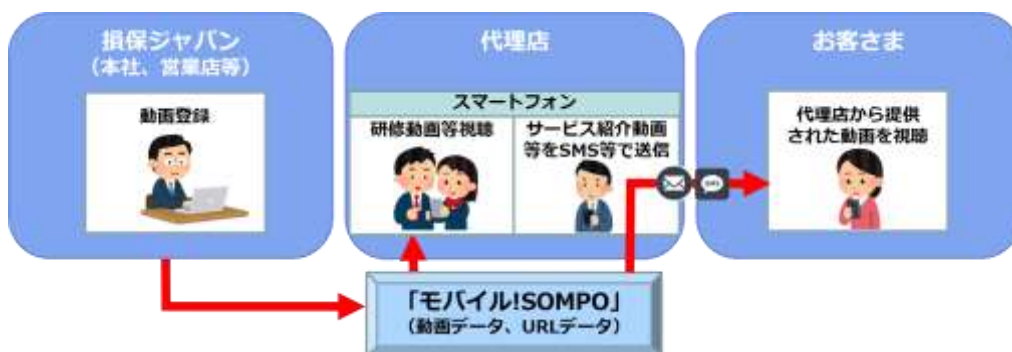 損保ジャパン
（本社、営業店等）
動画登録
代理店
スマートフォン
研修動画等視聴
サービス紹介動画
等をSMS等で送信
SMS
お客さま
代理店から提供
された動画を視聴
「モバイル!SOMPO」
（動画データ、URLデータ）